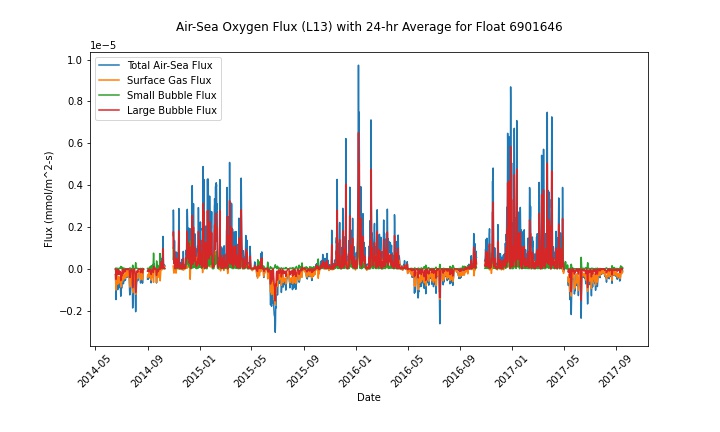 Air-Sea Oxygen Flux (L13) with 24-hr Average for Float 6901646
1e−5
Total Air-Sea Flux
Surface Gas Flux
Small Bubble Flux
Large Bubble Flux
1.0
0.8
0.6
0.4
0.2
0.0
−0.2
Flux (mmol/m^2-s)
2014-05
2014-09
2015-01
2015-05
2015-09
2016-01
2016-05
2016-09
2017-01
2017-05
2017-09
Date